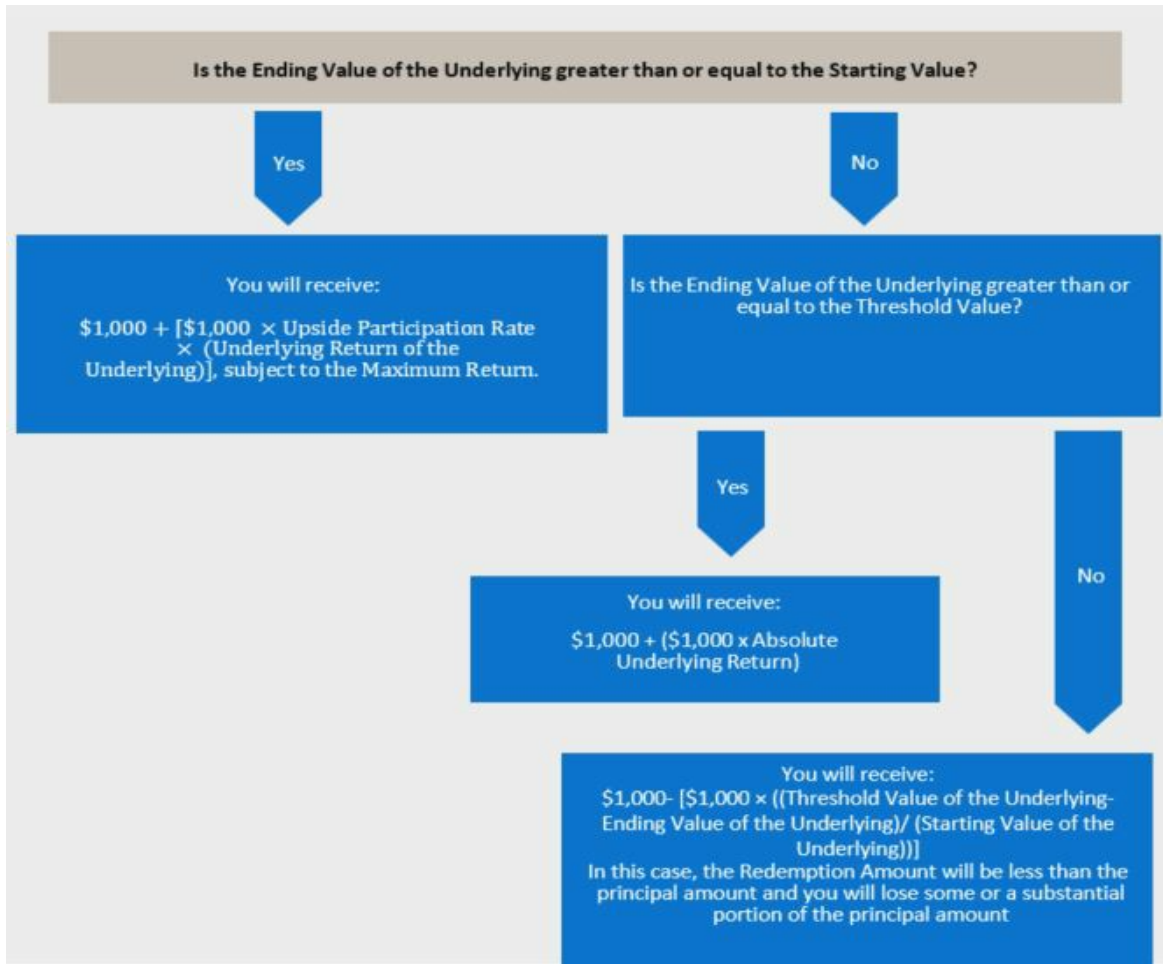 Is the Ending Value of the Underlying greater than or equal to the Starting Value?
Yes
No
You will receive:
$1,000 + [$1,000 × Upside Participation Rate
× (Underlying Return of the
Underlying)], subject to the Maximum Return.
Is the Ending Value of the Underlying greater than or
equal to the Threshold Value?
Yes
No
You will receive:
$1,000 + ($1,000 x Absolute
Underlying Return)
You will receive:
$1,000- [$1,000 × ((Threshold Value of the Underlying-
Ending Value of the Underlying)/ (Starting Value of the
Underlying))]
In this case, the Redemption Amount will be less than the
principal amount and you will lose some or a substantial
portion of the principal amount